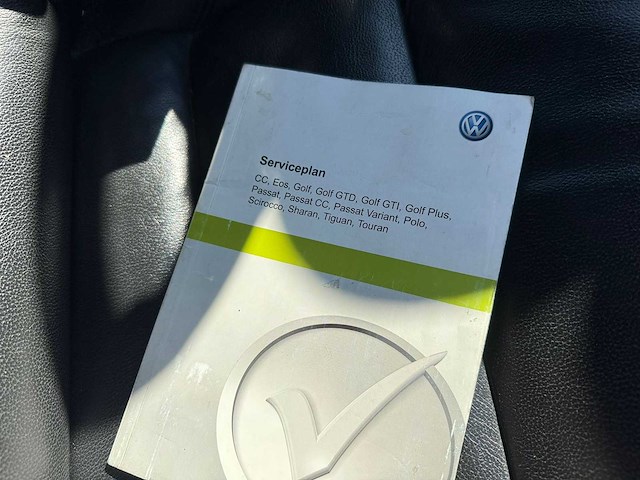 Serviceplan
CC, Eos, Golf, Golf GTD, Golf GTI, Golf Plus,
Passat, Passat CC, Passat Variant, Polo,
Scirocco, Sharan, Tiguan, Touran